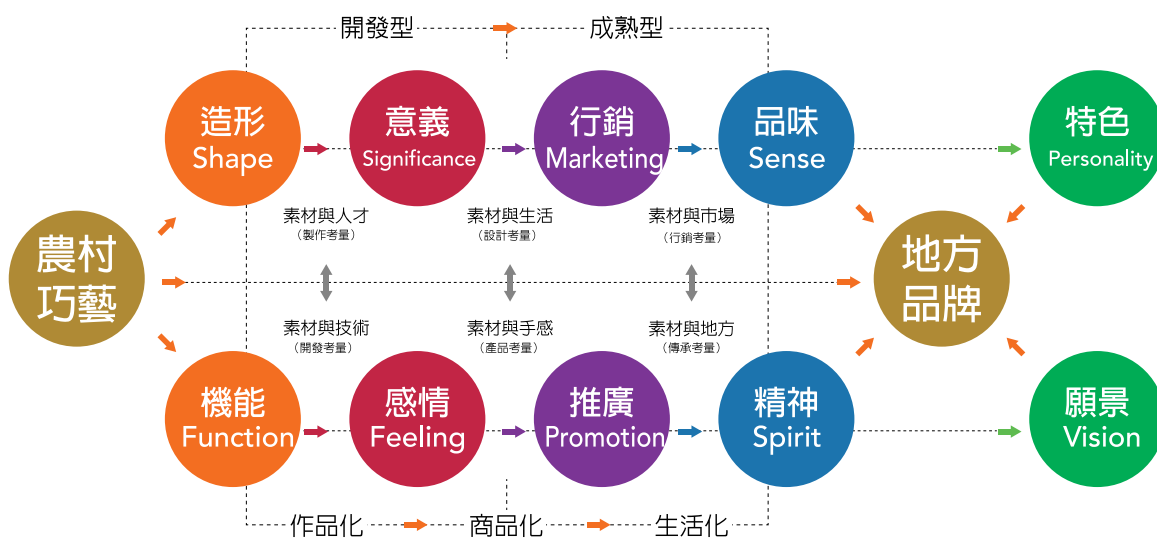 開發型
成熟型
造形
Shape
意義
Significance
行銷
Marketing
品味
Sense
特色
Personality
素材與人才
（製作考量）
素材與生活
（設計考量）
素材與市場
（行銷考量）
農村
巧藝
地方
品牌
素材與技術
（開發考量）
素材與手感
（產品考量）
素材與地方
（傳承考量）
機能
Function
感情
Feeling
推廣
Promotion
精神
Spirit
願景
Vision
作品化
商品化
生活化